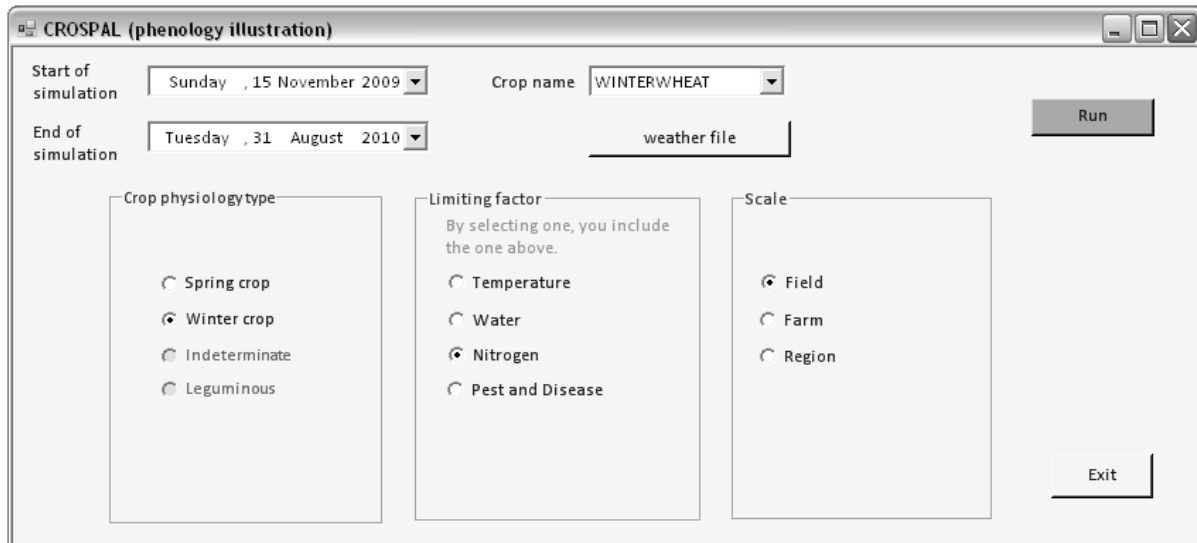 CROSPAL (phenology illustration)
Start of
simulation
Sunday , 15 November 2009
Crop name
WINTERWHEAT
End of
simulation
Tuesday , 31 August 2010
weather file
Run
Crop physiology type
Spring crop
Winter crop
Indeterminate
Leguminous
Limiting factor
By selecting one, you include
the one above.
Temperature
Water
Nitrogen
Pest and Disease
Scale
Field
Farm
Region
Exit